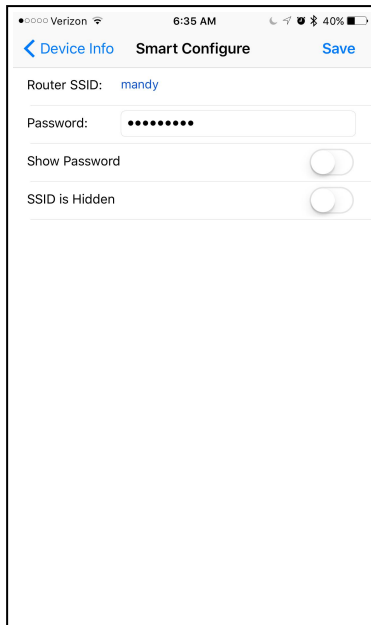 ●○○○○ Verizon 6:35 AM 40%
Device Info Smart Configure Save
Router SSID: mandy
Password: ●●●●●●●●●
Show Password
SSID is Hidden